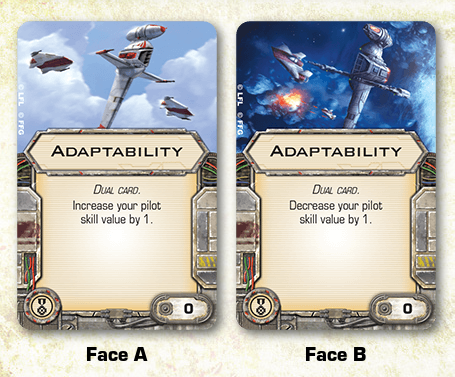 © LFL © FFG
ADAPTABILITY
DUAL CARD.
Increase your pilot
skill value by 1.
0
Face A
© LFL © FFG
ADAPTABILITY
DUAL CARD.
Decrease your pilot
skill value by 1.
0
Face B